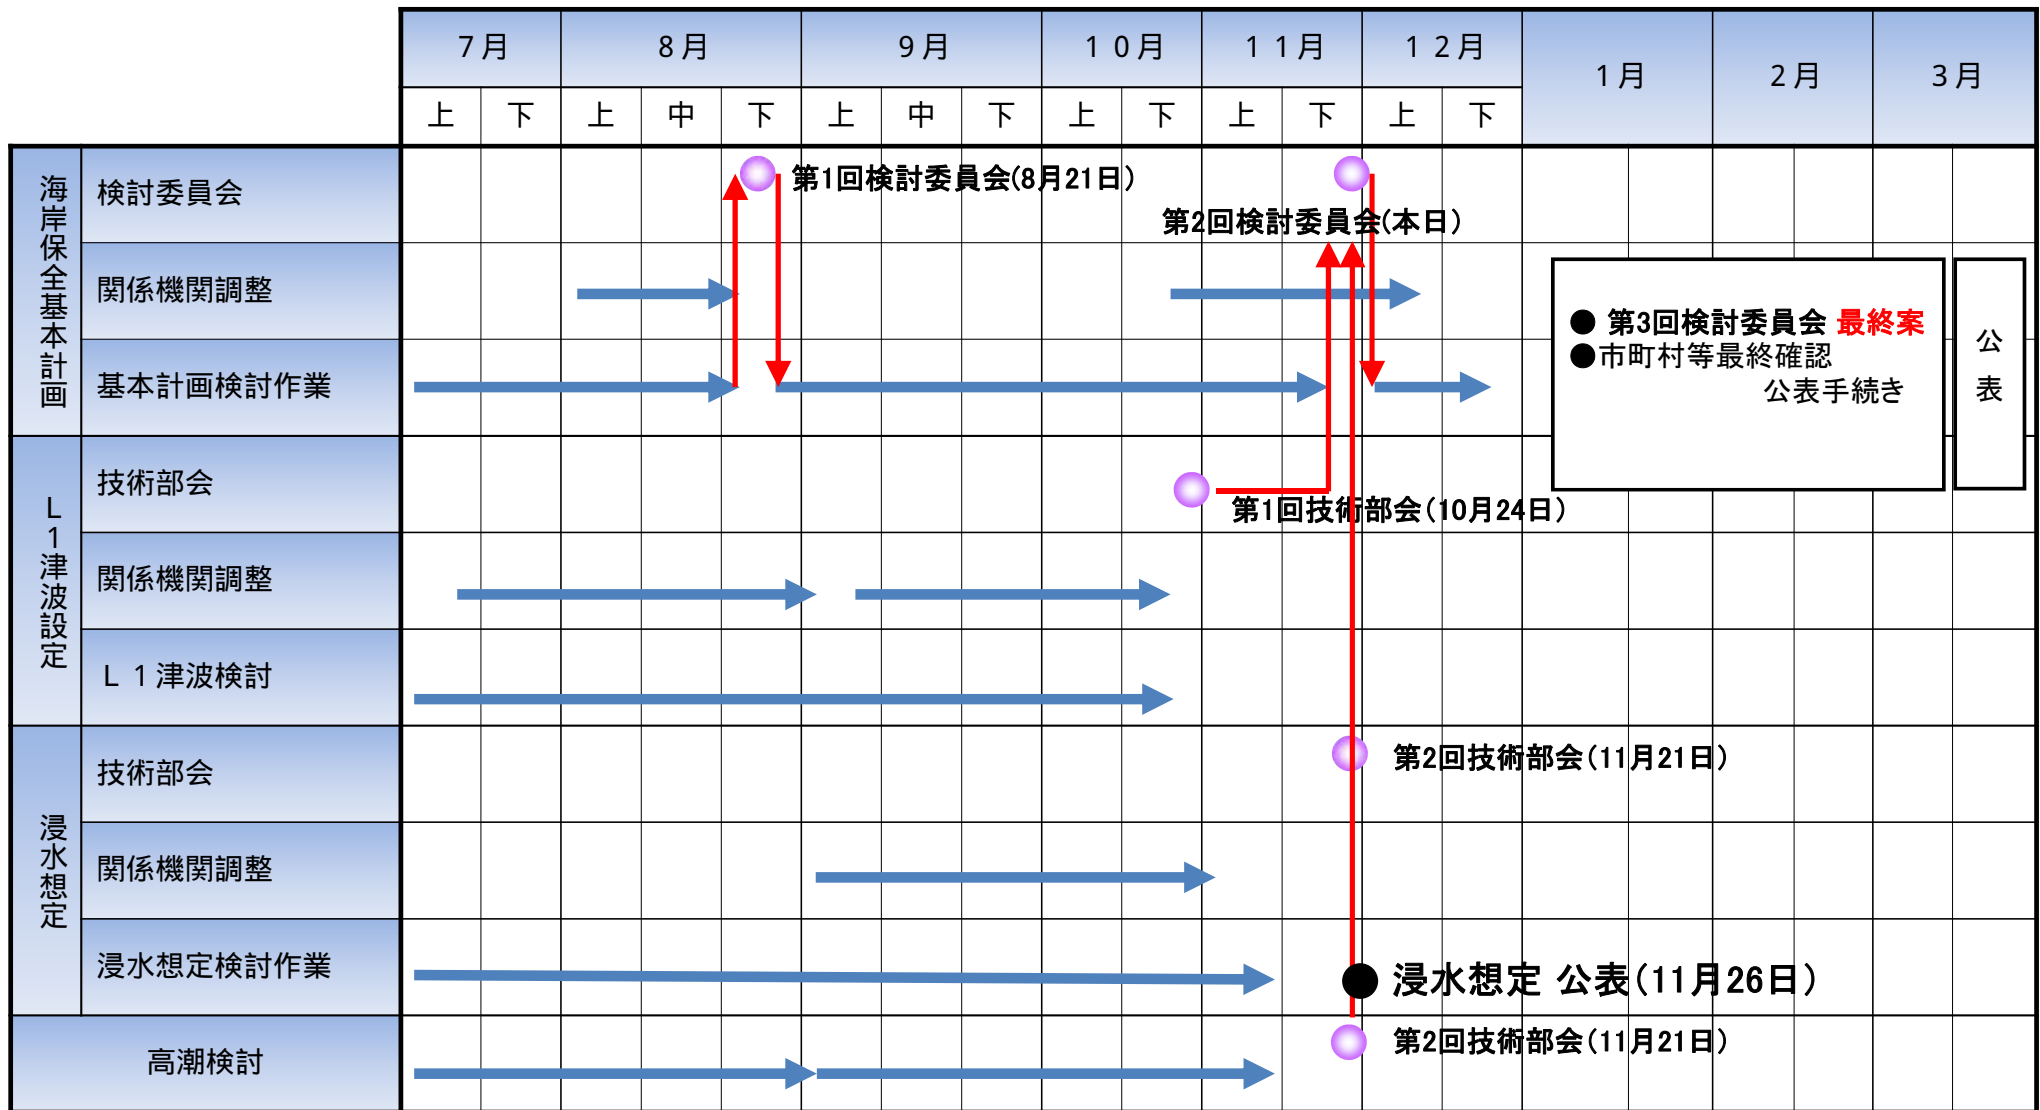 7月 8月 9月 10月 11月 12月 1月 2月 3月
上 下 上 中 下 上 中 下 上 下 上 下 上 下
海岸保全基本計画
検討委員会
第1回検討委員会(8月21日)
第2回検討委員会(本日)
関係機関調整
基本計画検討作業
● 第3回検討委員会 最終案
●市町村等最終確認
公表手続き
公表
L1津波設定
技術部会
第1回技術部会(10月24日)
関係機関調整
L1津波検討
浸水想定
技術部会
第2回技術部会(11月21日)
関係機関調整
浸水想定検討作業
浸水想定 公表(11月26日)
高潮検討
第2回技術部会(11月21日)